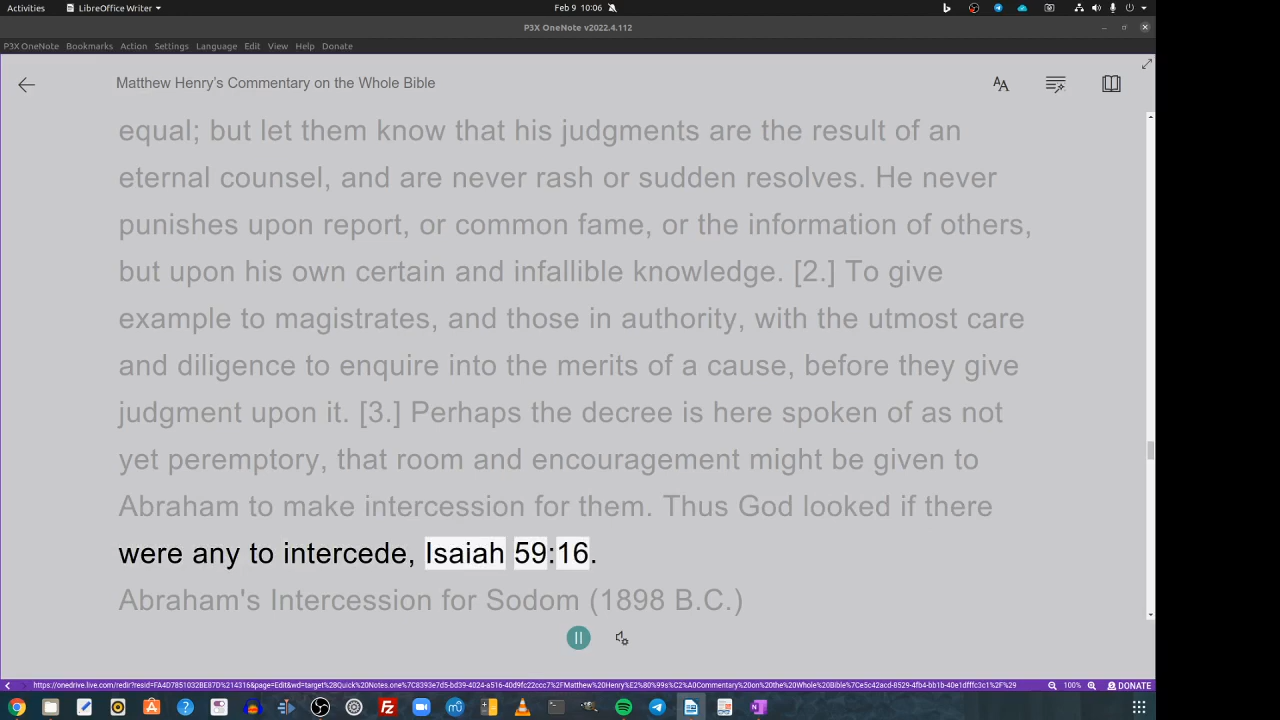 Activities
LibreOffice Writer
Feb 9 10:06
P3X OneNote v2022.4.112
P3X OneNote Bookmarks Action Settings Language Edit View Help Donate
Matthew Henry's Commentary on the Whole Bible
equal; but let them know that his judgments are the result of an
eternal counsel, and are never rash or sudden resolves. He never
punishes upon report, or common fame, or the information of others,
but upon his own certain and infallible knowledge. [2.] To give
example to magistrates, and those in authority, with the utmost care
and diligence to enquire into the merits of a cause, before they give
judgment upon it. [3.] Perhaps the decree is here spoken of as not
yet peremptory, that room and encouragement might be given to
Abraham to make intercession for them. Thus God looked if there
were any to intercede, Isaiah 59:16.
Abraham's Intercession for Sodom (1898 B.C.)
100%
DONATE